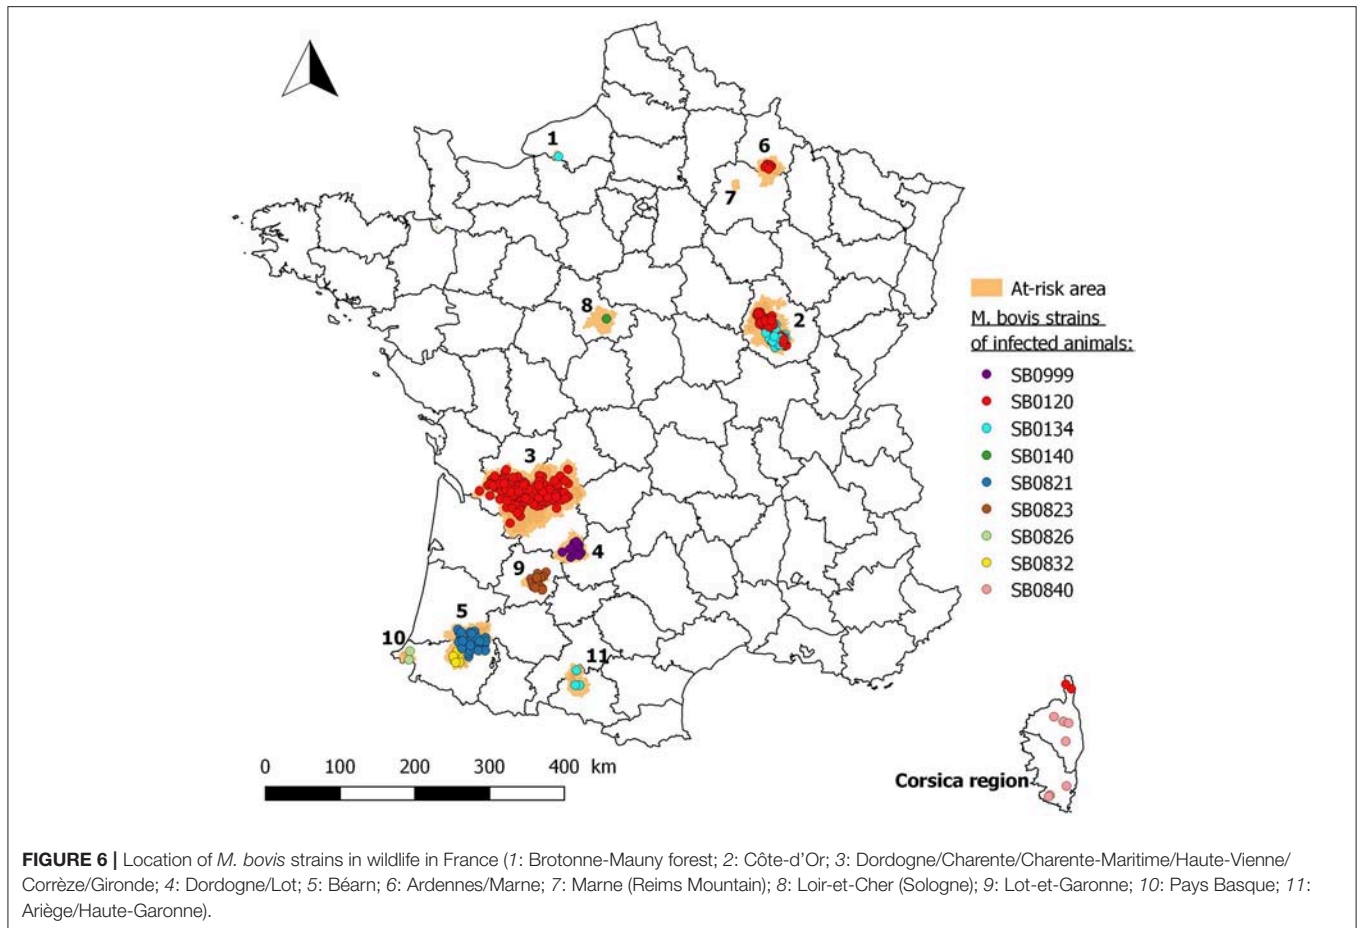 1
6
7
8
2
3
4
9
5
10
11
At-risk area
M. bovis strains
of infected animals:
SB0999
SB0120
SB0134
SB0140
SB0821
SB0823
SB0826
SB0832
SB0840
0 100 200 300 400 km
Corsica region
FIGURE 6 | Location of M. bovis strains in wildlife in France (1: Brotonne-Mauny forest; 2: Côte-d'Or; 3: Dordogne/Charente/Charente-Maritime/Haute-Vienne/
Corrèze/Gironde; 4: Dordogne/Lot; 5: Béarn; 6: Ardennes/Marne; 7: Marne (Reims Mountain); 8: Loir-et-Cher (Sologne); 9: Lot-et-Garonne; 10: Pays Basque; 11:
Ariège/Haute-Garonne).